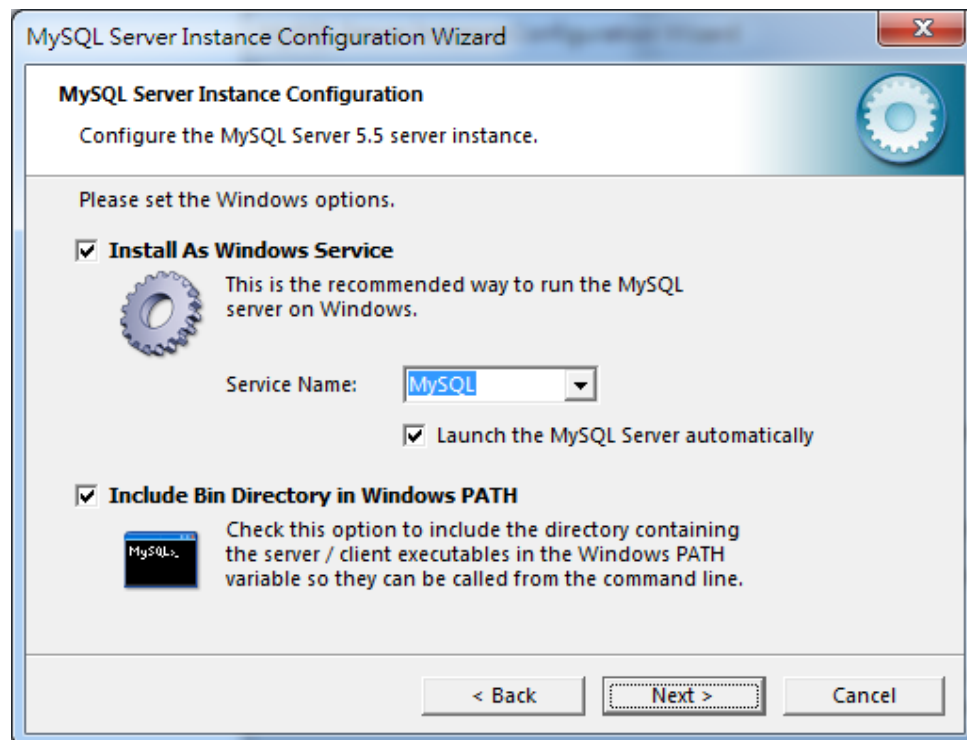 MySQL Server Instance Configuration Wizard
MySQL Server Instance Configuration
Configure the MySQL Server 5.5 server instance.
Please set the Windows options.
Install As Windows Service
This is the recommended way to run the MySQL
server on Windows.
Service Name:
MySQL
Launch the MySQL Server automatically
Include Bin Directory in Windows PATH
MySQL>_
Check this option to include the directory containing
the server / client executables in the Windows PATH
variable so they can be called from the command line.
< Back
Next >
Cancel